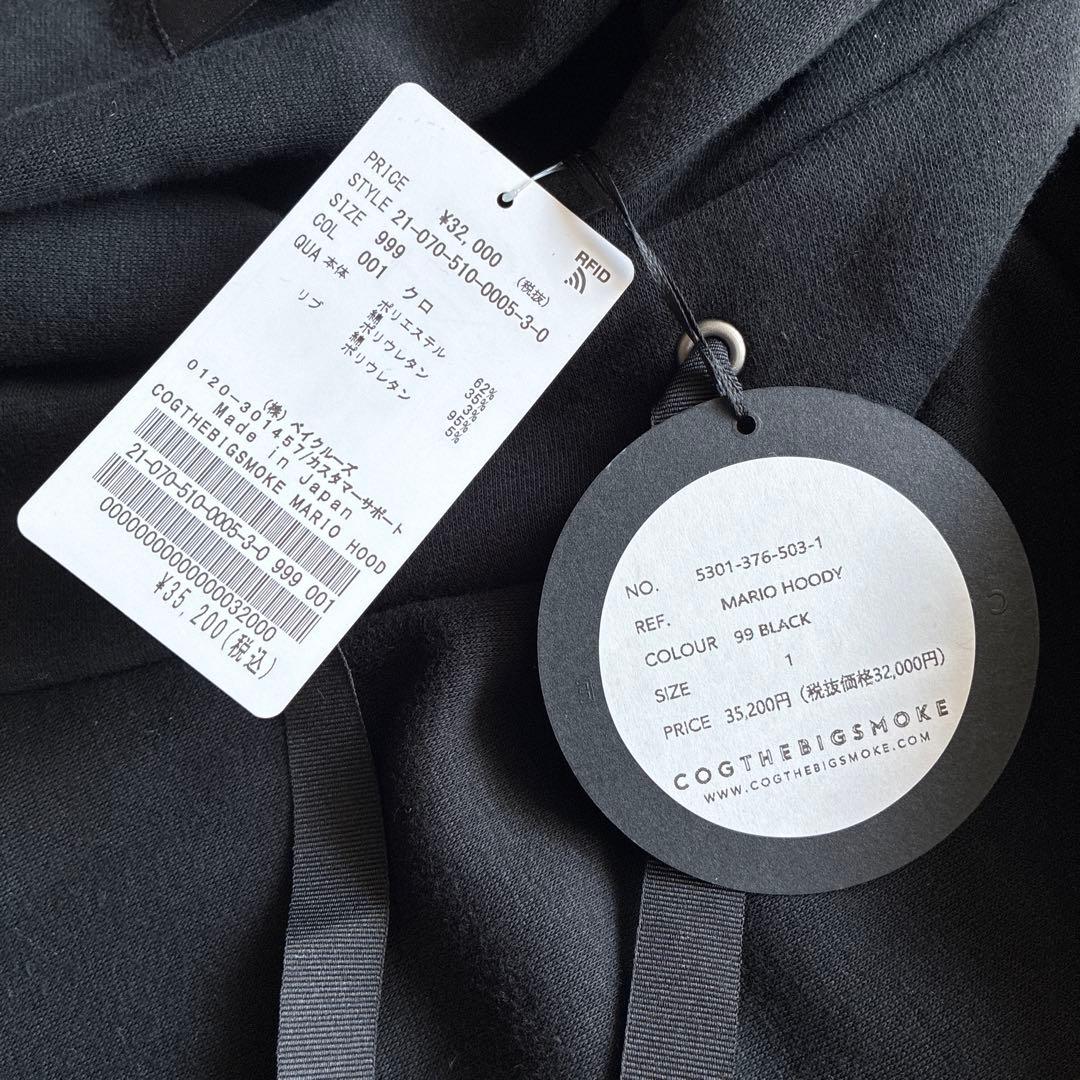 RFID
PRICE ¥32,000 (税抜)
STYLE 21-070-510-0005-3-0
SIZE 999
COL 001 クロ
QUA 本体 ポリエステル 62%
絹 35%
ポリウレタン 3%
リブ 絹 95%
ポリウレタン 5%
(株)ベイクルーズ
0120-301457/カスタマーサポート
Made in Japan
COGTHEBIGSMOKE MARIO HOOD
21-070-510-0005-3-0 999 001
¥35,200(税込)
NO. 5301-376-503-1
REF. MARIO HOODY
COLOUR 99 BLACK
SIZE 1
PRICE 35,200円 (税抜価格32,000円)
COGTHEBIGSMOKE
WWW.COGTHEBIGSMOKE.COM